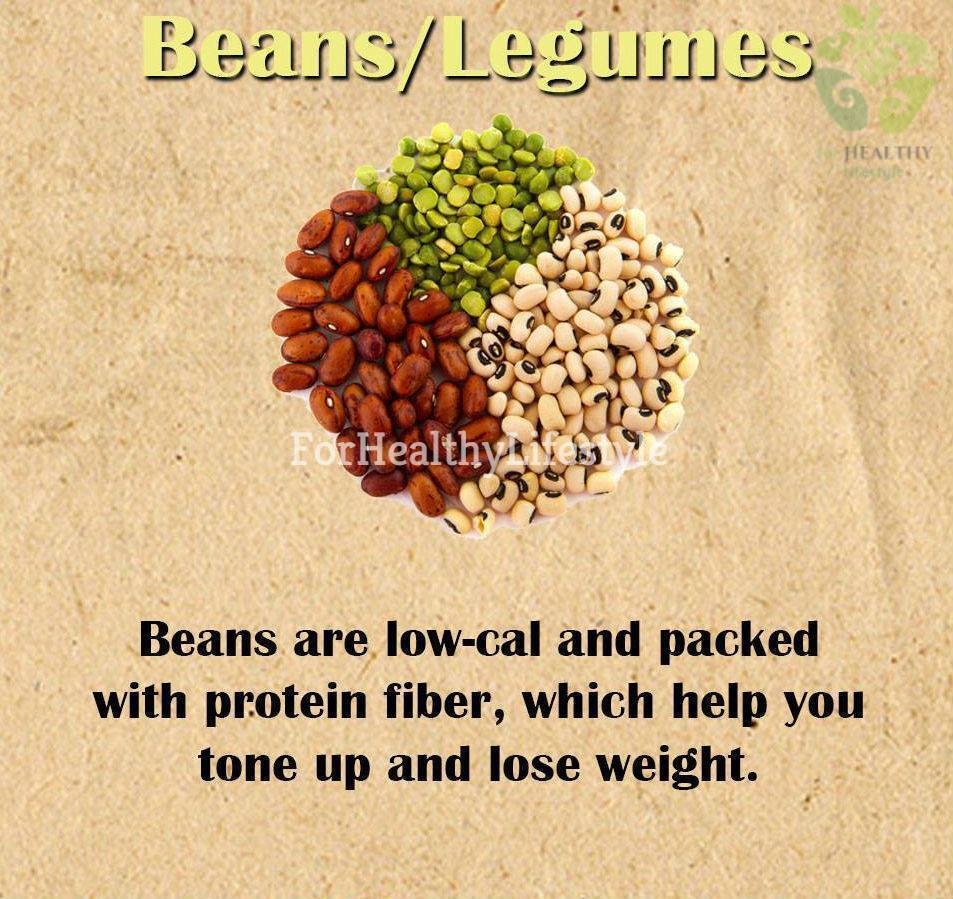 Beans/Legumes
HEALTHY
lifestyle
ForHealthyLifestyle
Beans are low-cal and packed
with protein fiber, which help you
tone up and lose weight.